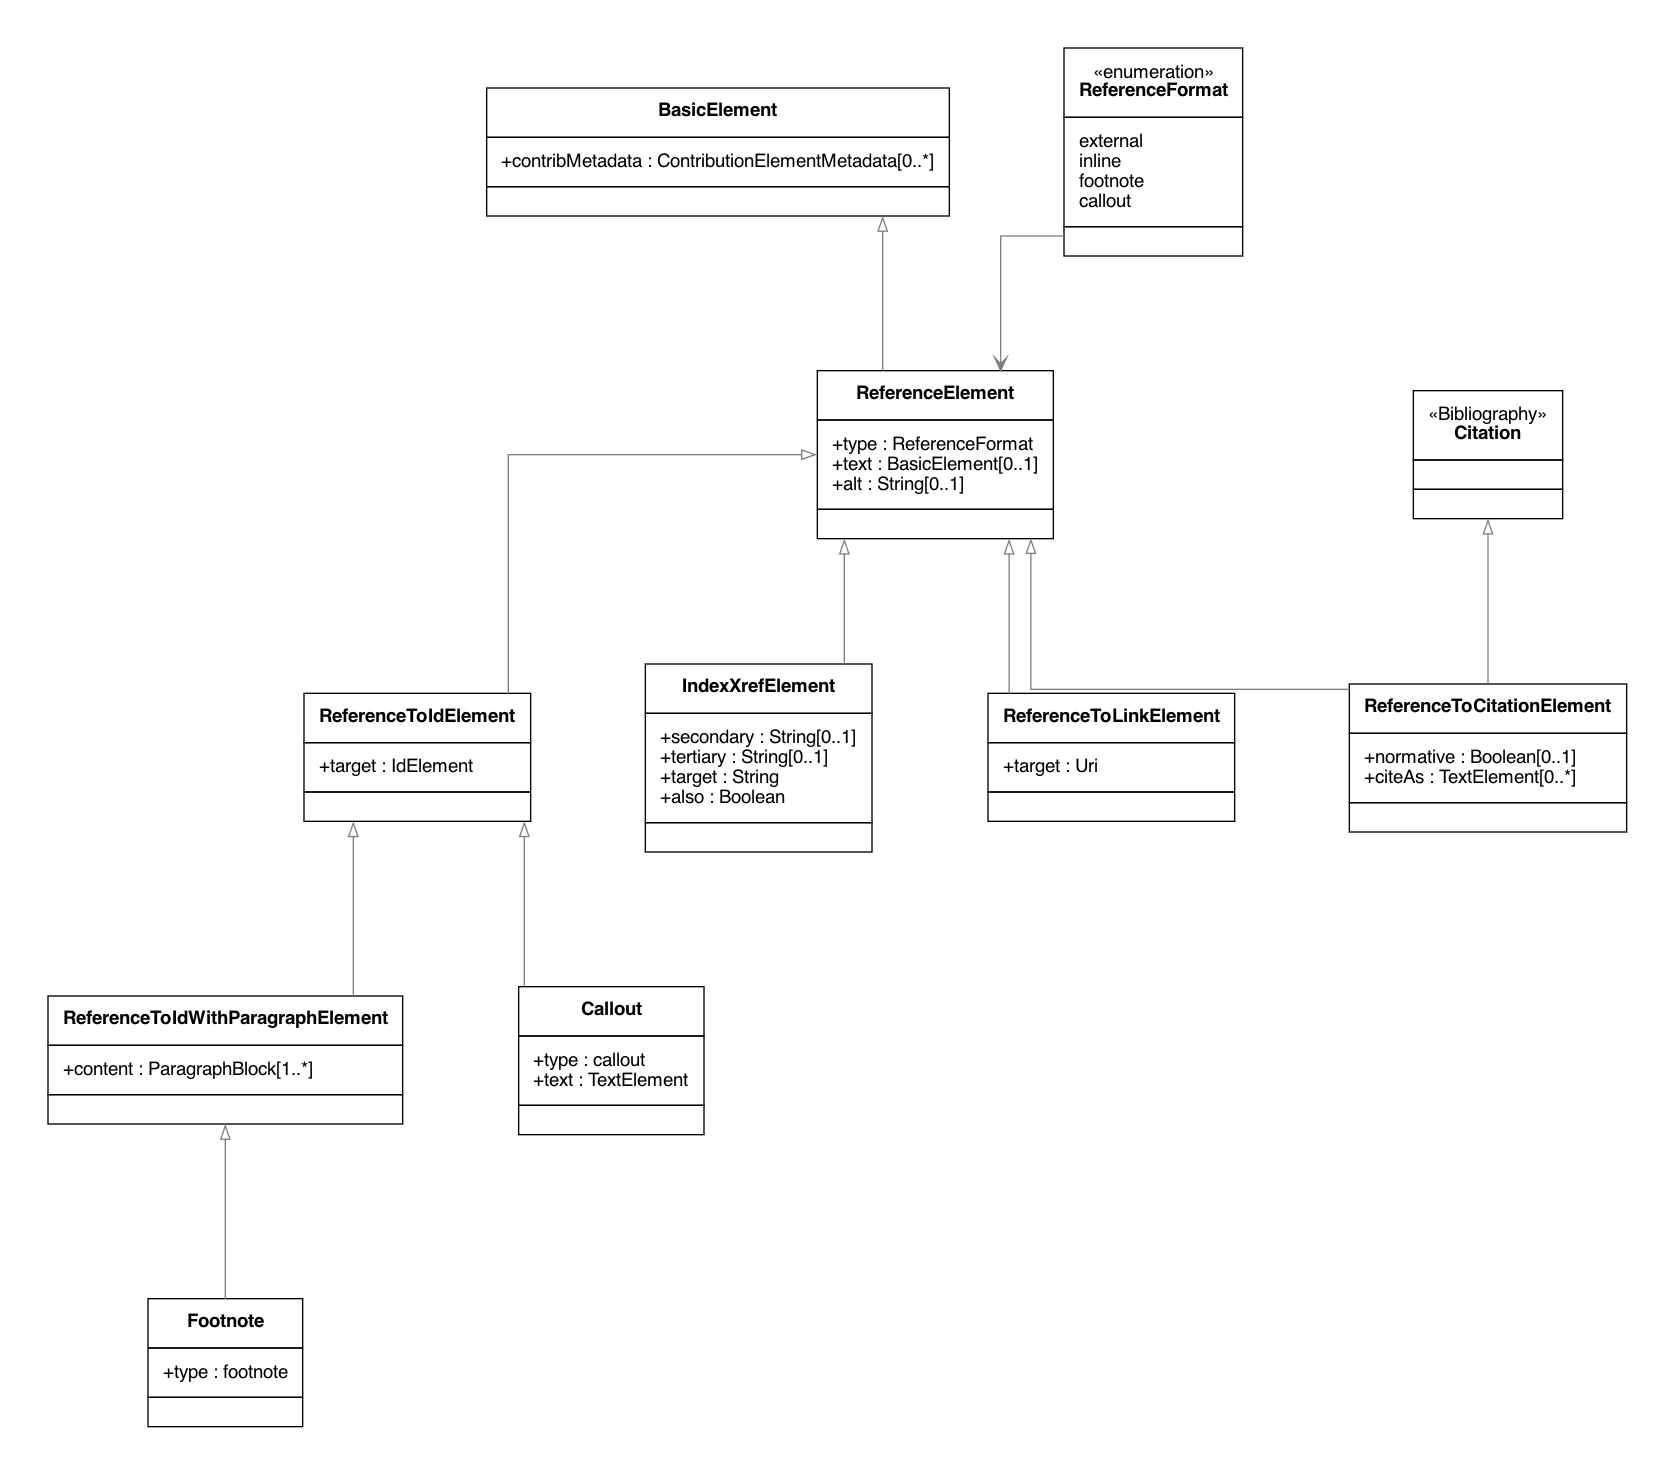 «enumeration»
ReferenceFormat
external
inline
footnote
callout
BasicElement
+contribMetadata : ContributionElementMetadata[0..*]
ReferenceElement
+type : ReferenceFormat
+text : BasicElement[0..1]
+alt : String[0..1]
«Bibliography»
Citation
ReferenceToIdElement
+target : IdElement
IndexXrefElement
+secondary : String[0..1]
+tertiary : String[0..1]
+target : String
+also : Boolean
ReferenceToLinkElement
+target : Uri
ReferenceToCitationElement
+normative : Boolean[0..1]
+citeAs : TextElement[0..*]
ReferenceToIdWithParagraphElement
+content : ParagraphBlock[1..*]
Callout
+type : callout
+text : TextElement
Footnote
+type : footnote